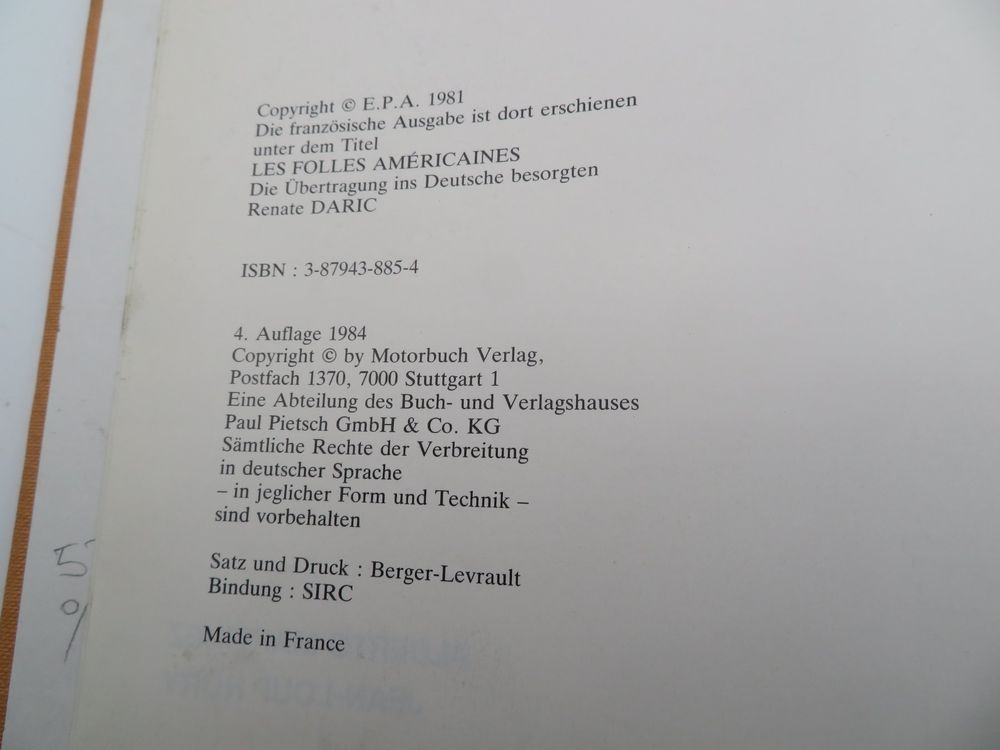 Copyright © E.P.A. 1981
Die französische Ausgabe ist dort erschienen
unter dem Titel
LES FOLLES AMÉRICAINES
Die Übertragung ins Deutsche besorgten
Renate DARIC
ISBN : 3-87943-885-4
4. Auflage 1984
Copyright © by Motorbuch Verlag,
Postfach 1370, 7000 Stuttgart 1
Eine Abteilung des Buch- und Verlagshauses
Paul Pietsch GmbH & Co. KG
Sämtliche Rechte der Verbreitung
in deutscher Sprache
– in jeglicher Form und Technik –
sind vorbehalten
Satz und Druck : Berger-Levrault
Bindung : SIRC
Made in France